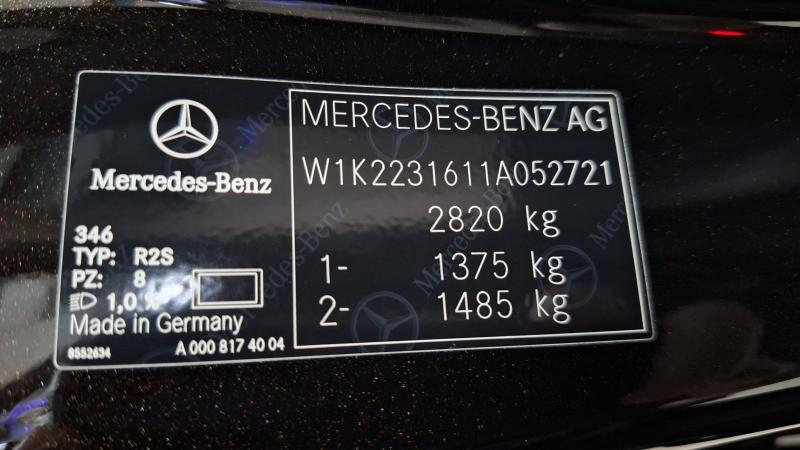 Mercedes-Benz
346
TYP: R2S
PZ: 8
1,0 %
Made in Germany
8552634
A 000 817 40 04
MERCEDES-BENZ AG
W1K2231611A052721
2820 kg
1- 1375 kg
2- 1485 kg